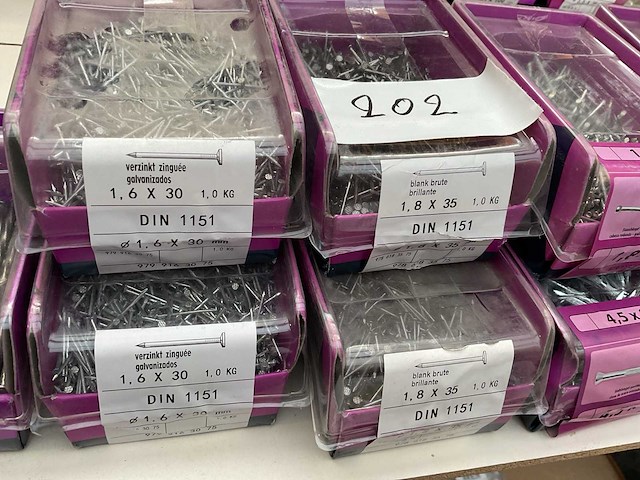 verzinkt zinguée
galvanizados
1,6 X 30 1,0 KG
DIN 1151
ø 1,6 X 30 mm
202
blank brute
brillante
1,8 X 35 1,0 KG
DIN 1151
verzinkt zinguée
galvanizados
1,6 X 30 1,0 KG
DIN 1151
ø 1,6 X 30 mm
blank brute
brillante
1,8 X 35 1,0 KG
DIN 1151
4,5 x